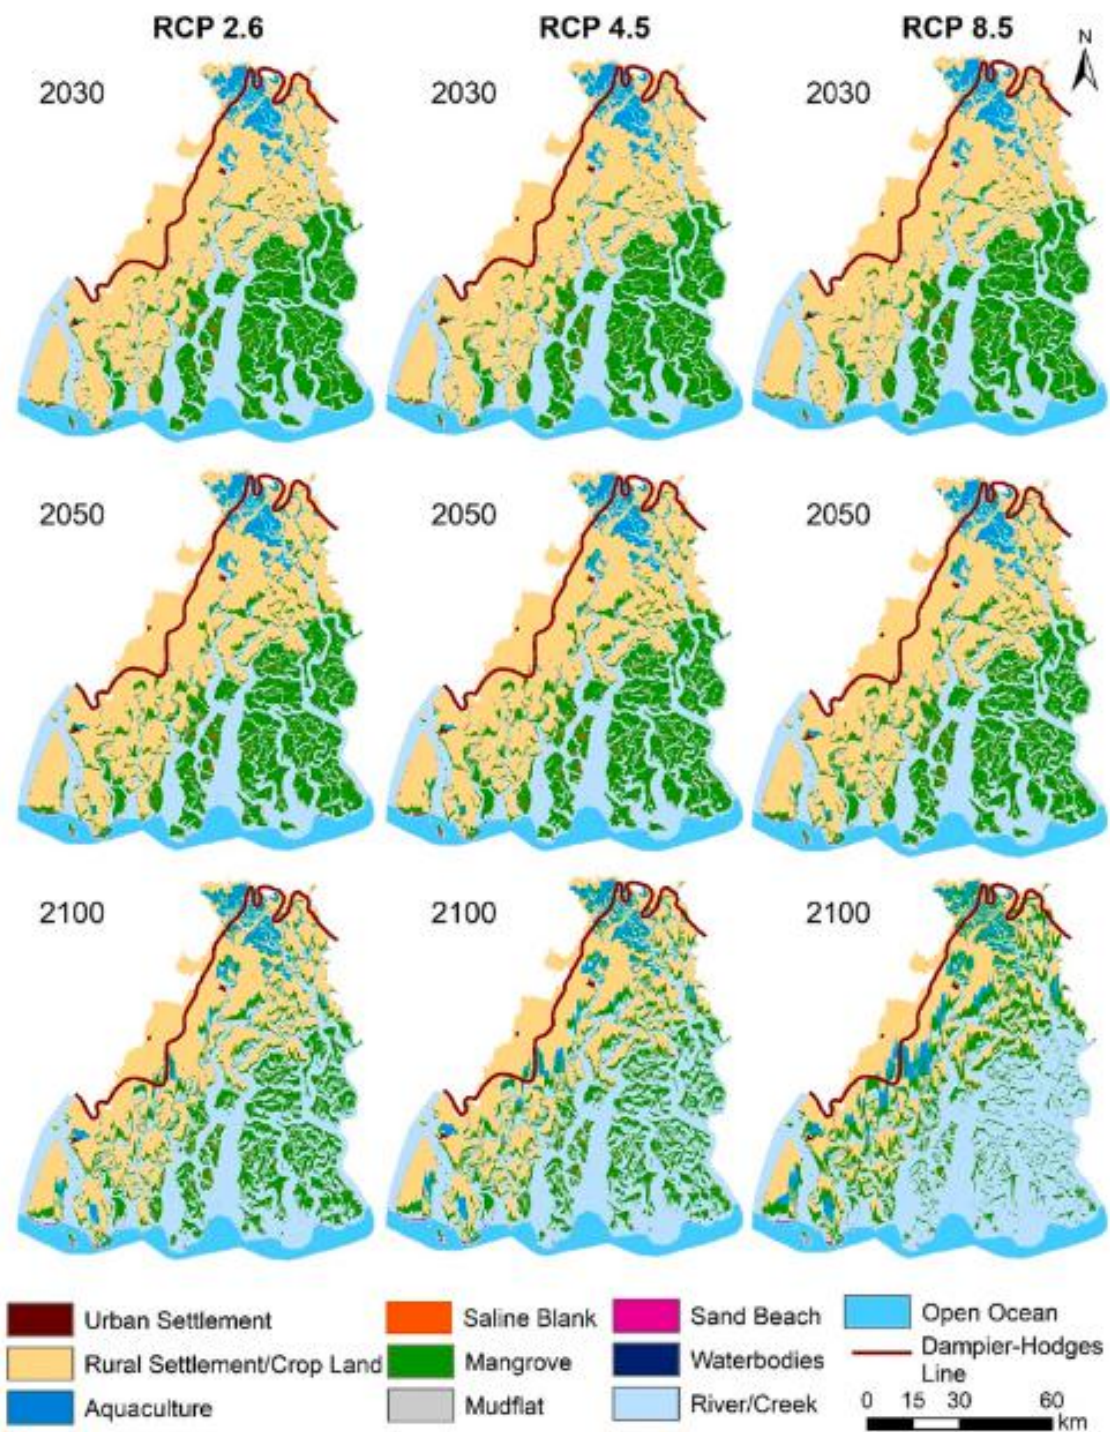 RCP 2.6 RCP 4.5 RCP 8.5
N
2030 2030 2030
2050 2050 2050
2100 2100 2100
Urban Settlement Saline Blank Sand Beach Open Ocean
Rural Settlement/Crop Land Mangrove Waterbodies Dampier-Hodges
Line
Aquaculture Mudflat River/Creek
0 15 30 60
km